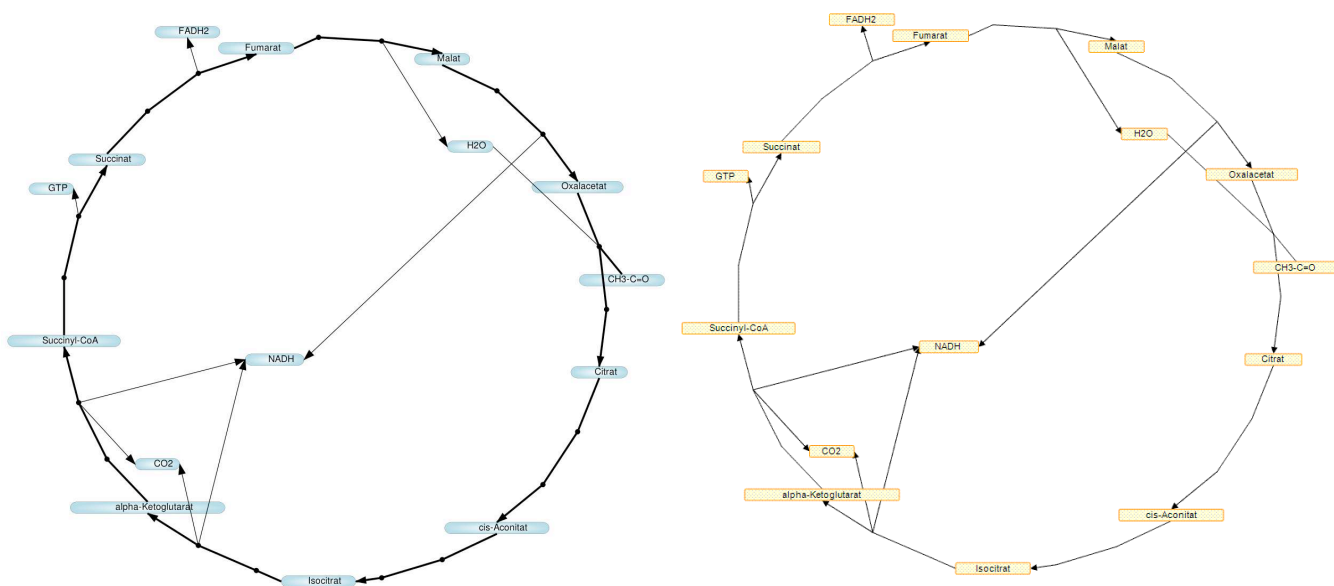 FADH2
Fumarat
Malat
H2O
Succinat
GTP
Oxalacetat
CH3-C=O
Succinyl-CoA
NADH
Citrat
CO2
alpha-Ketoglutarat
cis-Aconitat
Isocitrat
FADH2
Fumarat
Malat
H2O
Succinat
GTP
Oxalacetat
CH3-C=O
Succinyl-CoA
NADH
Citrat
CO2
alpha-Ketoglutarat
cis-Aconitat
Isocitrat